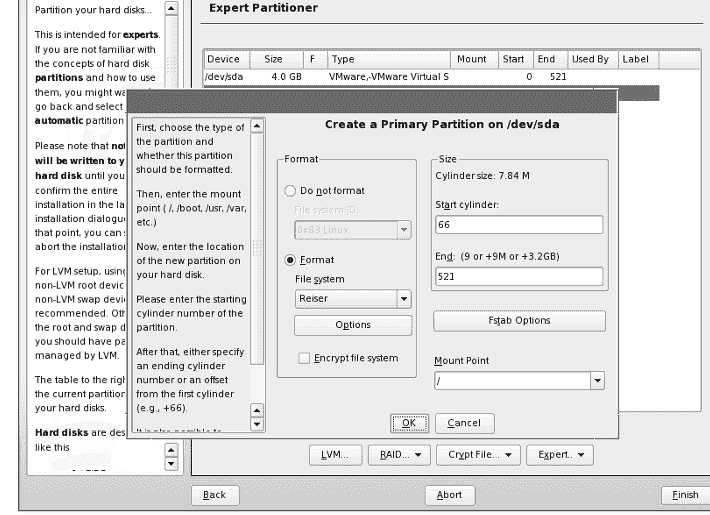 Partition your hard disks...
This is intended for experts.
If you are not familiar with
the concepts of hard disk
partitions and how to use
them, you might
go back and select
automatic partition
Please note that
will be written to
hard disk until you
confirm the entire
installation in the
installation dialogue
that point, you can
abort the installation
For LVM setup, using
non-LVM root
non-LVM swap
recommended.
the root and swap
you should have
managed by LVM.
The table to the
the current partition
your hard disks.
Hard disks are
like this
Expert Partitioner
Device Size F Type Mount Start End Used By Label
/dev/sda 4.0 GB VMware,-VMware Virtual S 0 521
First, choose the type of
the partition and
whether this partition
should be formatted.
Then, enter the mount
point ( /, /boot, /usr, /var,
etc.)
Now, enter the location
of the new partition on
your hard disk.
Please enter the starting
cylinder number of the
partition.
After that, either specify
an ending cylinder
number or an offset
from the first cylinder
(e.g., +66).
It is also possible to
Create a Primary Partition on /dev/sda
Format
Do not format
File system ID:
0x83 Linux
Format
File system
Reiser
Options
Encrypt file system
Size
Cylinder size: 7.84 M
Start cylinder:
66
End: (9 or +9M or +3.2GB)
521
Fstab Options
Mount Point
/
OK Cancel
LVM... RAID... Crypt File... Expert..
Back Abort Finish